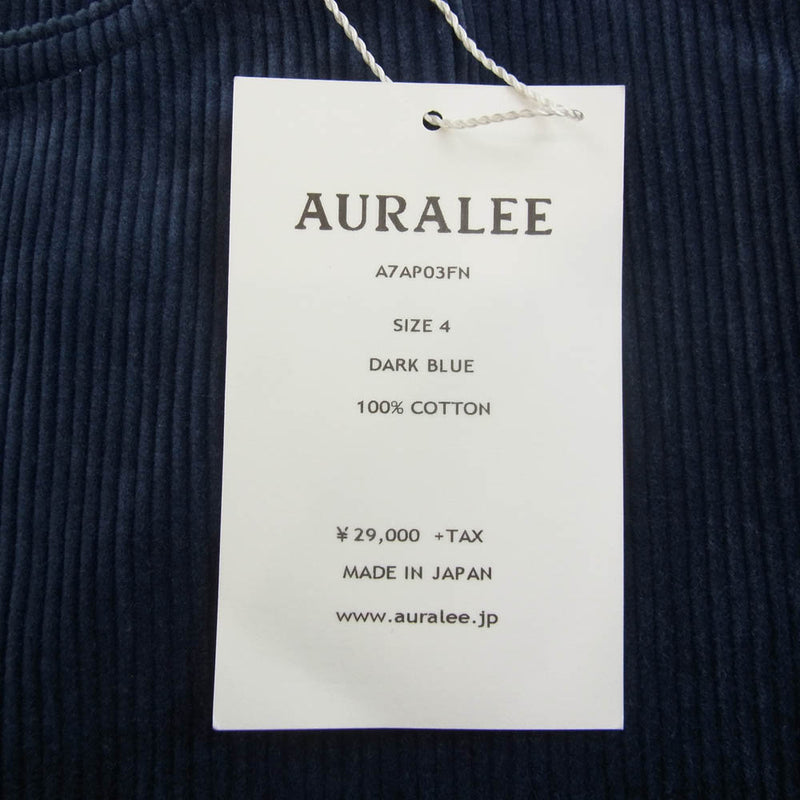 AURALEE
A7AP03FN
SIZE 4
DARK BLUE
100% COTTON
¥29,000 +TAX
MADE IN JAPAN
www.auralee.jp